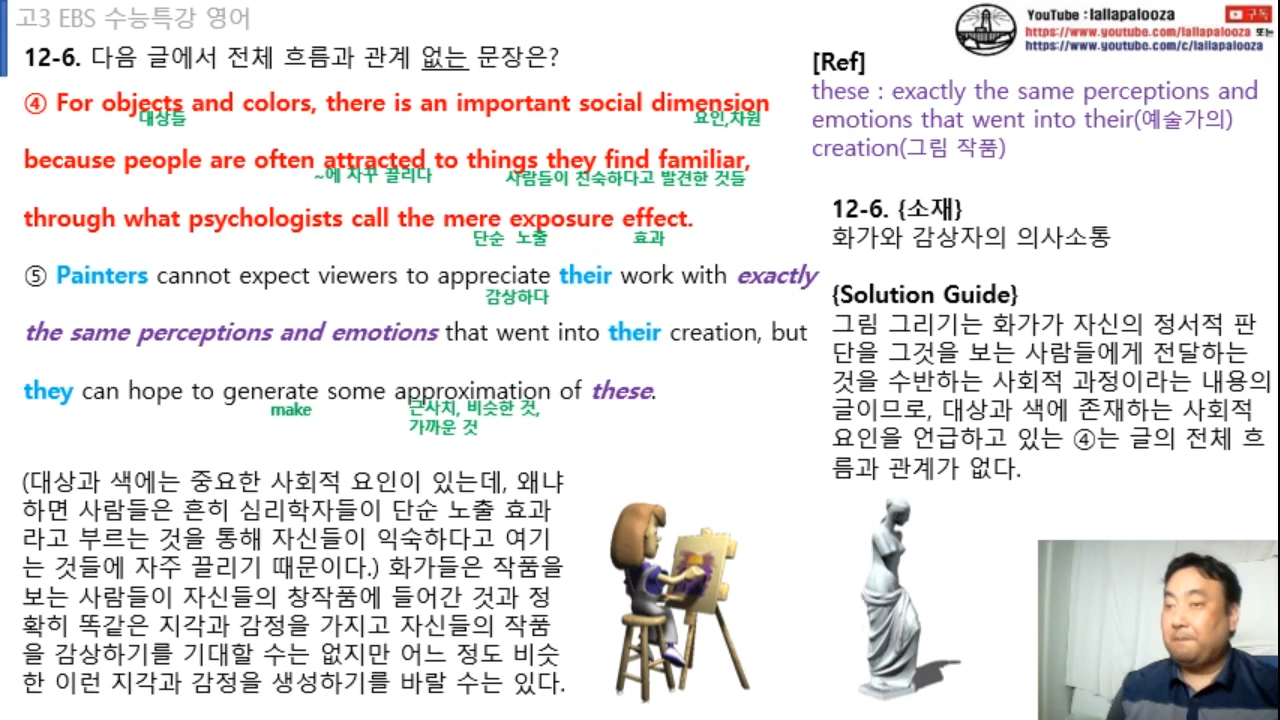 고3 EBS 수능특강 영어
YouTube : lallapalooza
구독
https://www.youtube.com/lallapalooza 또는
https://www.youtube.com/c/lallapalooza
12-6. 다음 글에서 전체 흐름과 관계 없는 문장은?
④ For objects and colors, there is an important social dimension
대상들 요인,차원
because people are often attracted to things they find familiar,
~에 자꾸 끌리다 사람들이 친숙하다고 발견한 것들
through what psychologists call the mere exposure effect.
단순 노출 효과
⑤ Painters cannot expect viewers to appreciate their work with exactly
감상하다
the same perceptions and emotions that went into their creation, but
they can hope to generate some approximation of these.
make 근사치, 비슷한 것,
가까운 것
(대상과 색에는 중요한 사회적 요인이 있는데, 왜냐
하면 사람들은 흔히 심리학자들이 단순 노출 효과
라고 부르는 것을 통해 자신들이 익숙하다고 여기
는 것들에 자주 끌리기 때문이다.) 화가들은 작품을
보는 사람들이 자신들의 창작품에 들어간 것과 정
확히 똑같은 지각과 감정을 가지고 자신들의 작품
을 감상하기를 기대할 수는 없지만 어느 정도 비슷
한 이런 지각과 감정을 생성하기를 바랄 수는 있다.
[Ref]
these : exactly the same perceptions and
emotions that went into their(예술가의)
creation(그림 작품)
12-6. {소재}
화가와 감상자의 의사소통
{Solution Guide}
그림 그리기는 화가가 자신의 정서적 판
단을 그것을 보는 사람들에게 전달하는
것을 수반하는 사회적 과정이라는 내용의
글이므로, 대상과 색에 존재하는 사회적
요인을 언급하고 있는 ④는 글의 전체 흐
름과 관계가 없다.